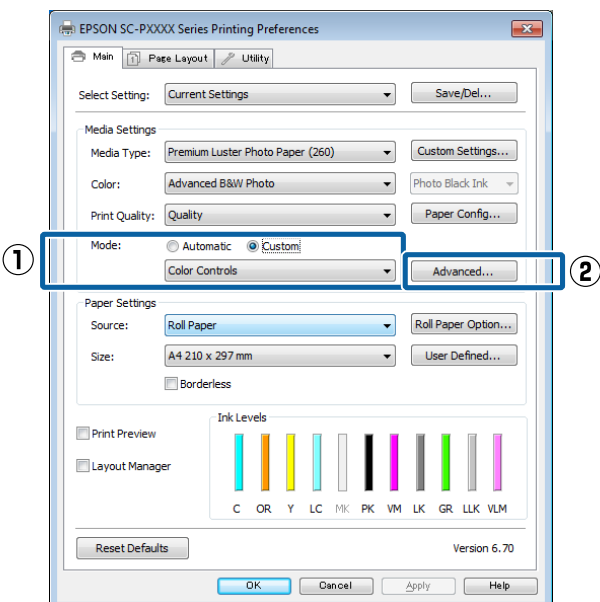 EPSON SC-PXXXX Series Printing Preferences
Main Page Layout Utility
Select Setting: Current Settings Save/Del...
Media Settings
Media Type: Premium Luster Photo Paper (260) Custom Settings...
Color: Advanced B&W Photo Photo Black Ink
Print Quality: Quality Paper Config...
Mode: Automatic Custom
① Color Controls Advanced... ②
Paper Settings
Source: Roll Paper Roll Paper Option...
Size: A4 210 x 297 mm User Defined...
Borderless
Ink Levels
Print Preview
Layout Manager
C OR Y LC MK PK VM LK GR LLK VLM
Reset Defaults Version 6.70
OK Cancel Apply Help